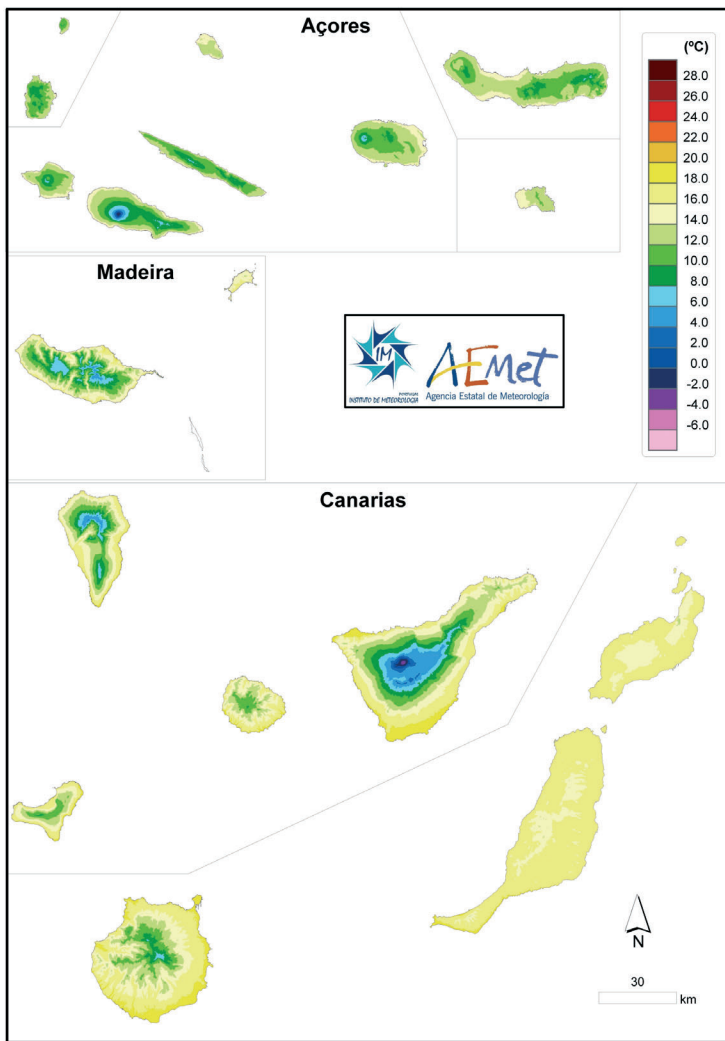 Açores
(ºC)
28.0
26.0
24.0
22.0
20.0
18.0
16.0
14.0
12.0
10.0
8.0
6.0
4.0
2.0
0.0
-2.0
-4.0
-6.0
Madeira
IM
PORTUGAL
INSTITUTO DE METEOROLOGIA
AEMet
Agencia Estatal de Meteorología
Canarias
N
30
km